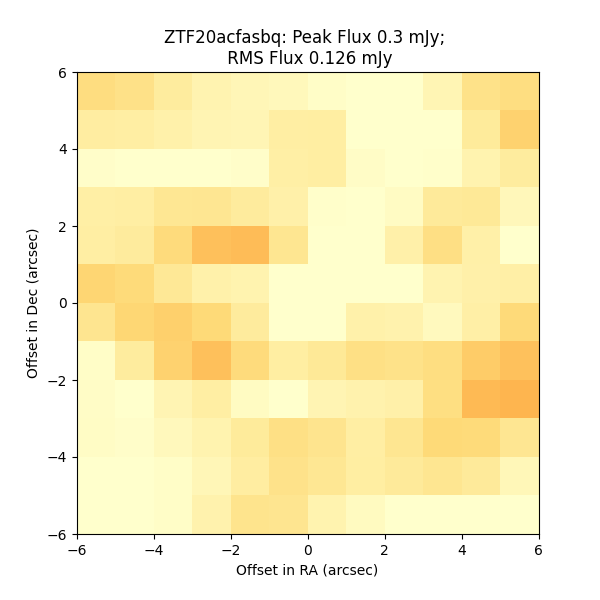 ZTF20acfasbq: Peak Flux 0.3 mJy;
RMS Flux 0.126 mJy
6
4
2
0
−2
−4
−6
Offset in Dec (arcsec)
−6 −4 −2 0 2 4 6
Offset in RA (arcsec)